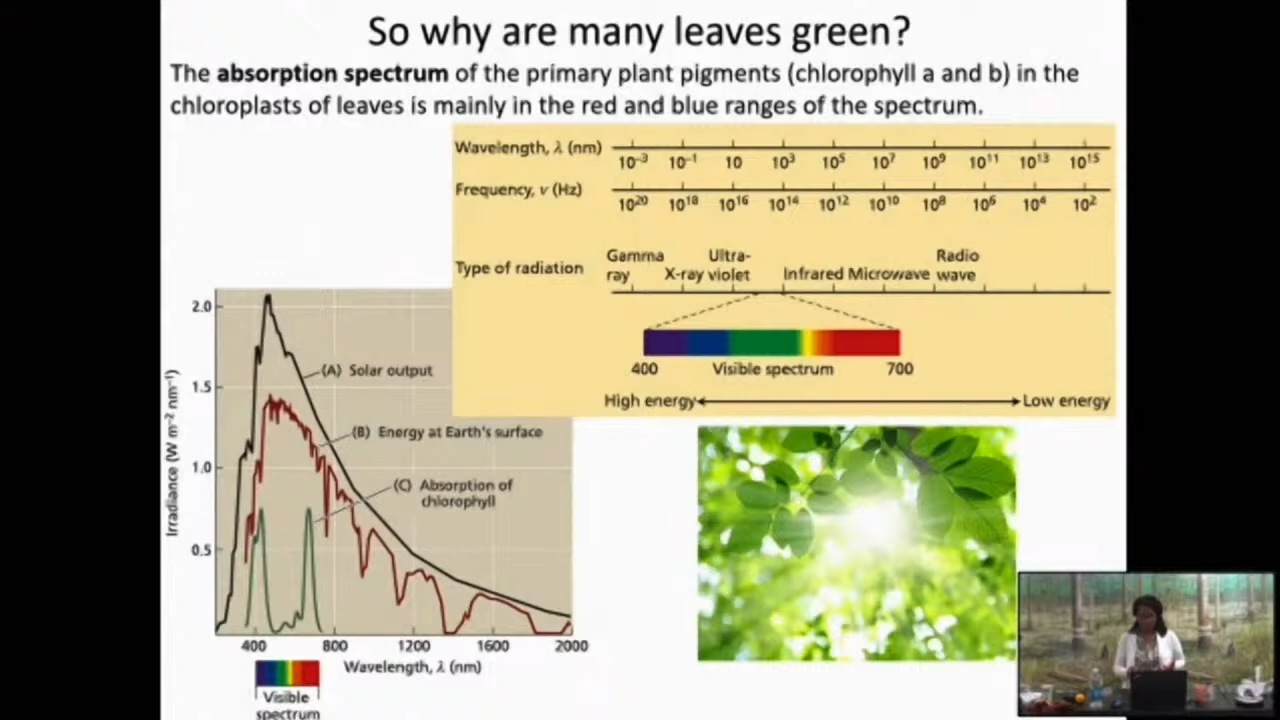 So why are many leaves green?
The absorption spectrum of the primary plant pigments (chlorophyll a and b) in the
chloroplasts of leaves is mainly in the red and blue ranges of the spectrum.
Wavelength, λ (nm)
10⁻³ 10⁻¹ 10 10³ 10⁵ 10⁷ 10⁹ 10¹¹ 10¹³ 10¹⁵
Frequency, ν (Hz)
10²⁰ 10¹⁸ 10¹⁶ 10¹⁴ 10¹² 10¹⁰ 10⁸ 10⁶ 10⁴ 10²
Type of radiation
Gamma
ray
X-ray
Ultra-
violet
Infrared
Microwave
Radio
wave
400 Visible spectrum 700
High energy Low energy
Irradiance (W m⁻² nm⁻¹)
2.0
1.5
1.0
0.5
(A) Solar output
(B) Energy at Earth's surface
(C) Absorption of
chlorophyll
400 800 1200 1600 2000
Wavelength, λ (nm)
Visible
spectrum